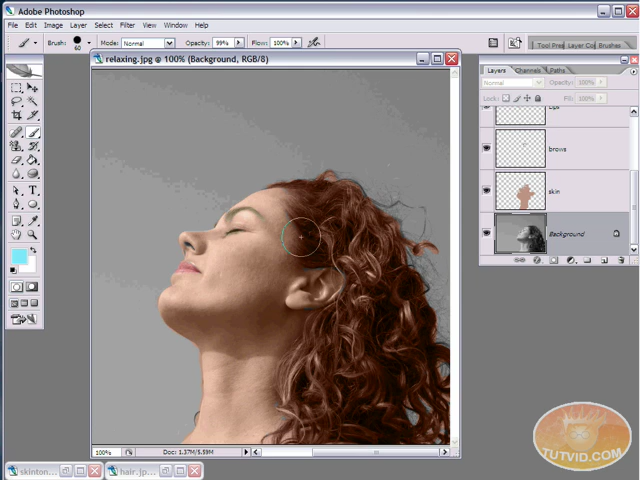 Adobe Photoshop
File Edit Image Layer Select Filter View Window Help
Brush: 60 Mode: Normal Opacity: 99% Flow: 100%
Tool Pres Layer Co Brushes
relaxing.jpg @ 100% (Background, RGB/8)
Layers Channels Paths
Normal Opacity: 100%
Lock: Fill: 100%
lips
brows
skin
Background
100% Doc: 1.37M/5.59M
skinton...
hair.jp...
TUTVID.COM